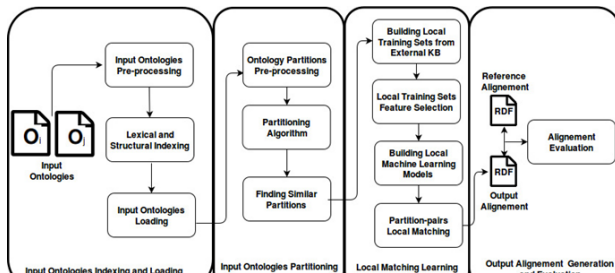 Input Ontologies
Pre-processing
Oi
Oj
Input
Ontologies
Lexical and
Structural Indexing
Input Ontologies
Loading
Input Ontologies Indexing and Loading
Ontology Partitions
Pre-processing
Partitioning
Algorithm
Finding Similar
Partitions
Input Ontologies Partitioning
Building Local
Training Sets from
External KB
Local Training Sets
Feature Selection
Building Local
Machine Learning
Models
Partition-pairs
Local Matching
Local Matching Learning
Reference
Alignement
RDF
Alignement
Evaluation
RDF
Output
Alignement
Output Alignement Generation
and Evaluation